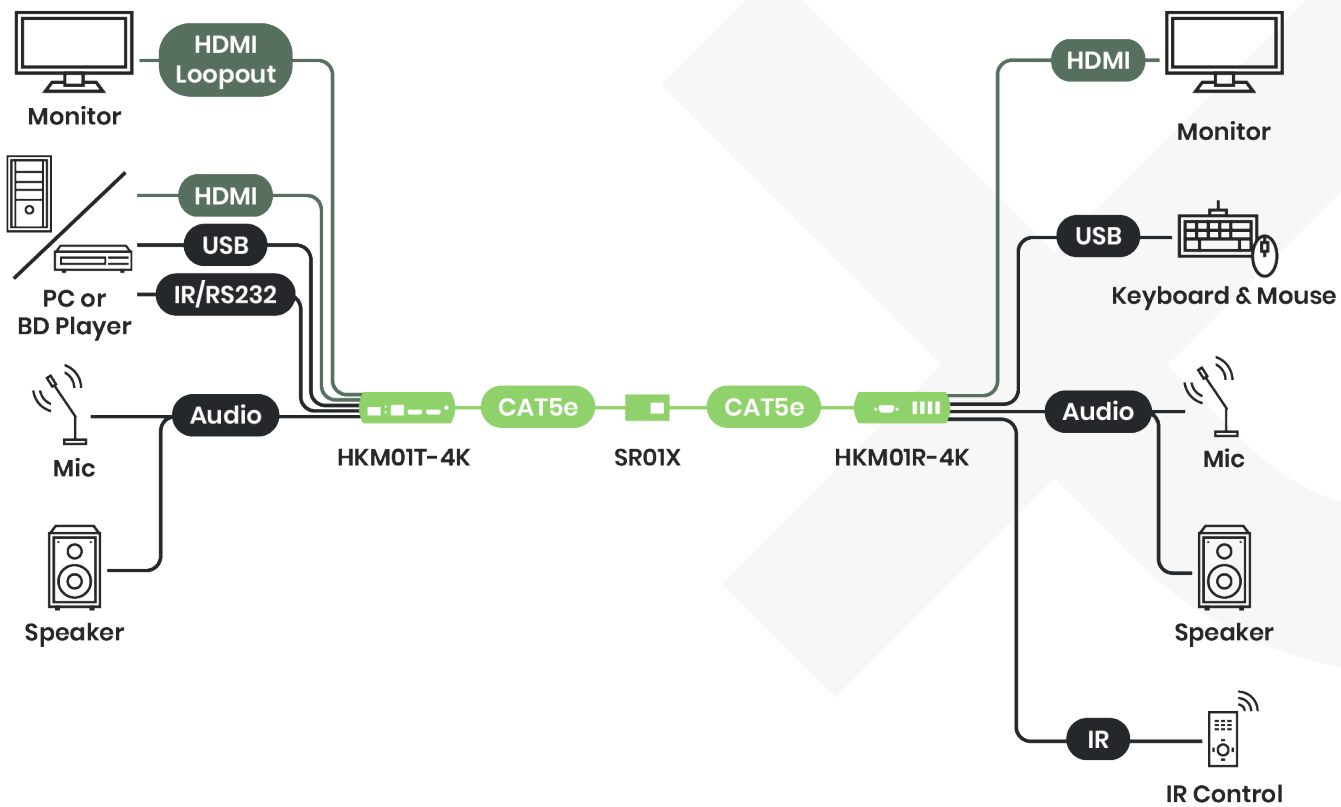 HDMI
Loopout
Monitor
HDMI
USB
IR/RS232
PC or
BD Player
Audio
Mic
Speaker
HKM01T-4K
CAT5e
SR01X
CAT5e
HKM01R-4K
HDMI
Monitor
USB
Keyboard & Mouse
Audio
Mic
Speaker
IR
IR Control